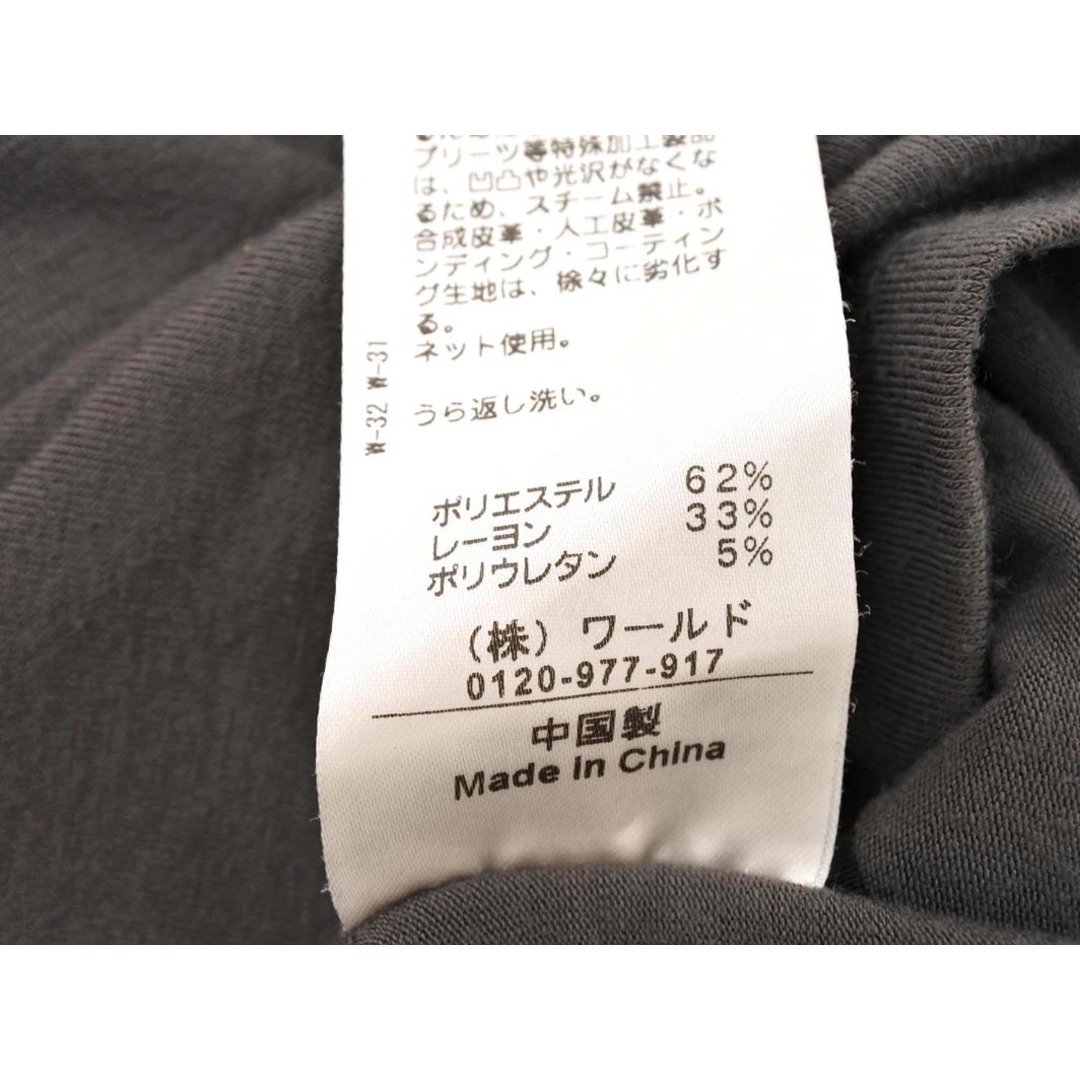 プリーツ等特殊加工製品
は、凹凸や光沢がなくな
るため、スチーム禁止。
合成皮革・人工皮革・ボ
ンディング・コーティン
グ生地は、徐々に劣化す
る。
ネット使用。
うら返し洗い。
W-32 W-31
ポリエステル 62%
レーヨン 33%
ポリウレタン 5%
(株) ワールド
0120-977-917
中国製
Made in China